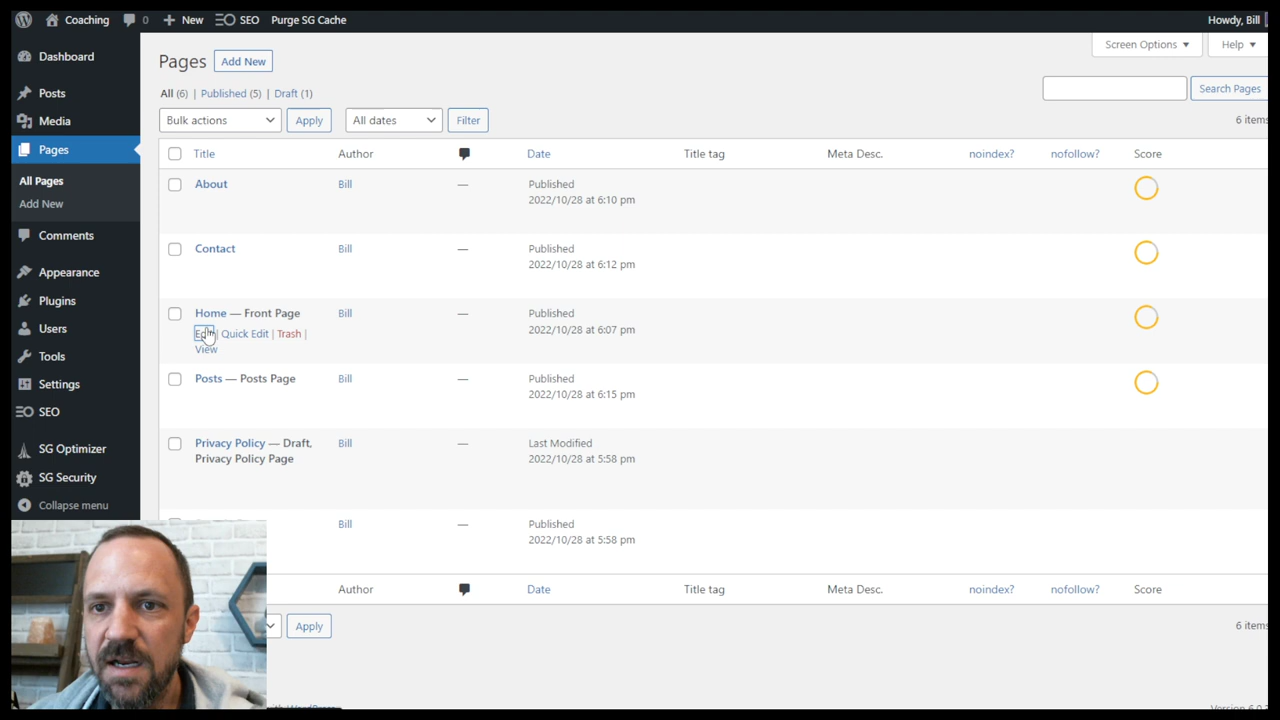 Coaching 0 New SEO Purge SG Cache Howdy, Bill
Screen Options Help
Dashboard
Posts
Media
Pages
All Pages
Add New
Comments
Appearance
Plugins
Users
Tools
Settings
SEO
SG Optimizer
SG Security
Collapse menu
Pages Add New
All (6) | Published (5) | Draft (1)
Search Pages
Bulk actions Apply All dates Filter 6 items
Title Author Date Title tag Meta Desc. noindex? nofollow? Score
About Bill — Published
2022/10/28 at 6:10 pm
Contact Bill — Published
2022/10/28 at 6:12 pm
Home — Front Page Bill — Published
2022/10/28 at 6:07 pm
| Quick Edit | Trash |
View
Posts — Posts Page Bill — Published
2022/10/28 at 6:15 pm
Privacy Policy — Draft, Bill — Last Modified
Privacy Policy Page 2022/10/28 at 5:58 pm
Bill — Published
2022/10/28 at 5:58 pm
Author Date Title tag Meta Desc. noindex? nofollow? Score
Apply 6 items